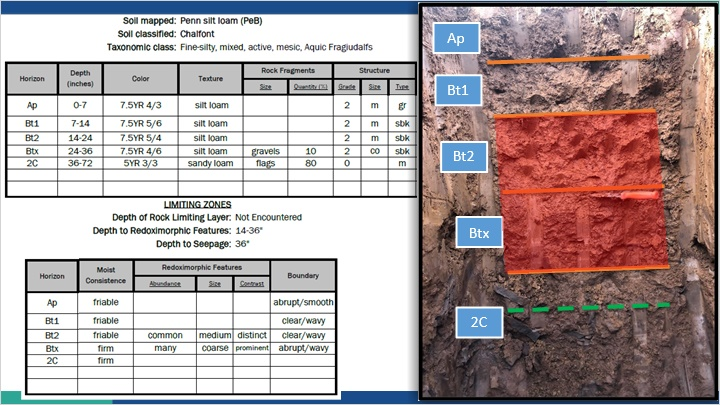 Soil mapped: Penn silt loam (PeB)
Soil classified: Chalfont
Taxonomic class: Fine-silty, mixed, active, mesic, Aquic Fragiudalfs
Horizon Depth (inches) Color Texture Rock Fragments Structure
Size Quantity (%) Grade Size Type
Ap 0-7 7.5YR 4/3 silt loam 2 m gr
Bt1 7-14 7.5YR 5/6 silt loam 2 m sbk
Bt2 14-24 7.5YR 5/4 silt loam 2 m sbk
Btx 24-36 7.5YR 4/6 silt loam gravels 10 2 co sbk
2C 36-72 5YR 3/3 sandy loam flags 80 0 m
LIMITING ZONES
Depth of Rock Limiting Layer: Not Encountered
Depth to Redoximorphic Features: 14-36"
Depth to Seepage: 36"
Horizon Moist Consistence Redoximorphic Features Boundary
Abundance Size Contrast
Ap friable abrupt/smooth
Bt1 friable clear/wavy
Bt2 friable common medium distinct clear/wavy
Btx firm many coarse prominent abrupt/wavy
2C firm
Ap
Bt1
Bt2
Btx
2C